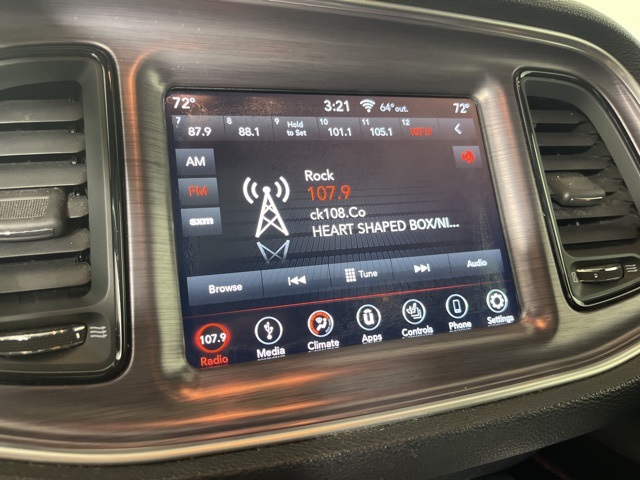 72° 3:21 64° out. 72°
7 87.9 8 88.1 9 Hold to Set 10 101.1 11 105.1 12
AM
FM
sxm
Rock
107.9
ck108.Co
HEART SHAPED BOX/NI...
Browse Tune Audio
107.9
Radio Media Climate Apps Controls Phone Settings